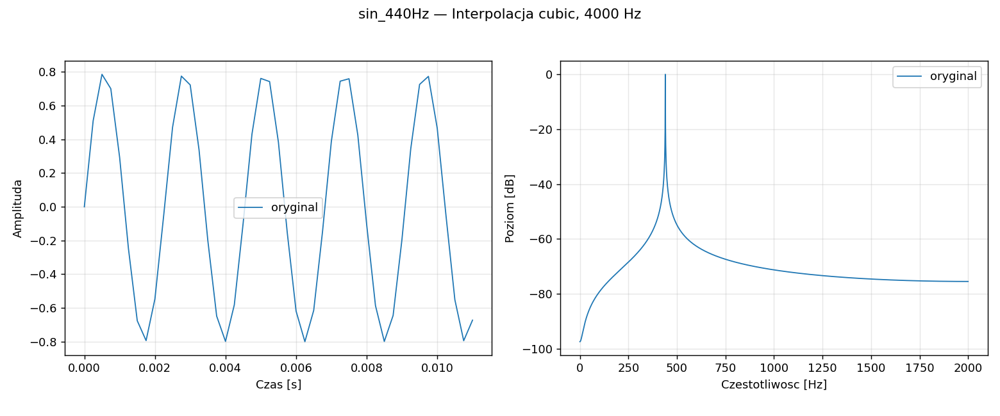 sin_440Hz — Interpolacja cubic, 4000 Hz
0.8
0.6
0.4
0.2
0.0
−0.2
−0.4
−0.6
−0.8
Amplituda
oryginal
0.000 0.002 0.004 0.006 0.008 0.010
Czas [s]
0
−20
−40
−60
−80
−100
Poziom [dB]
oryginal
0 250 500 750 1000 1250 1500 1750 2000
Czestotliwosc [Hz]